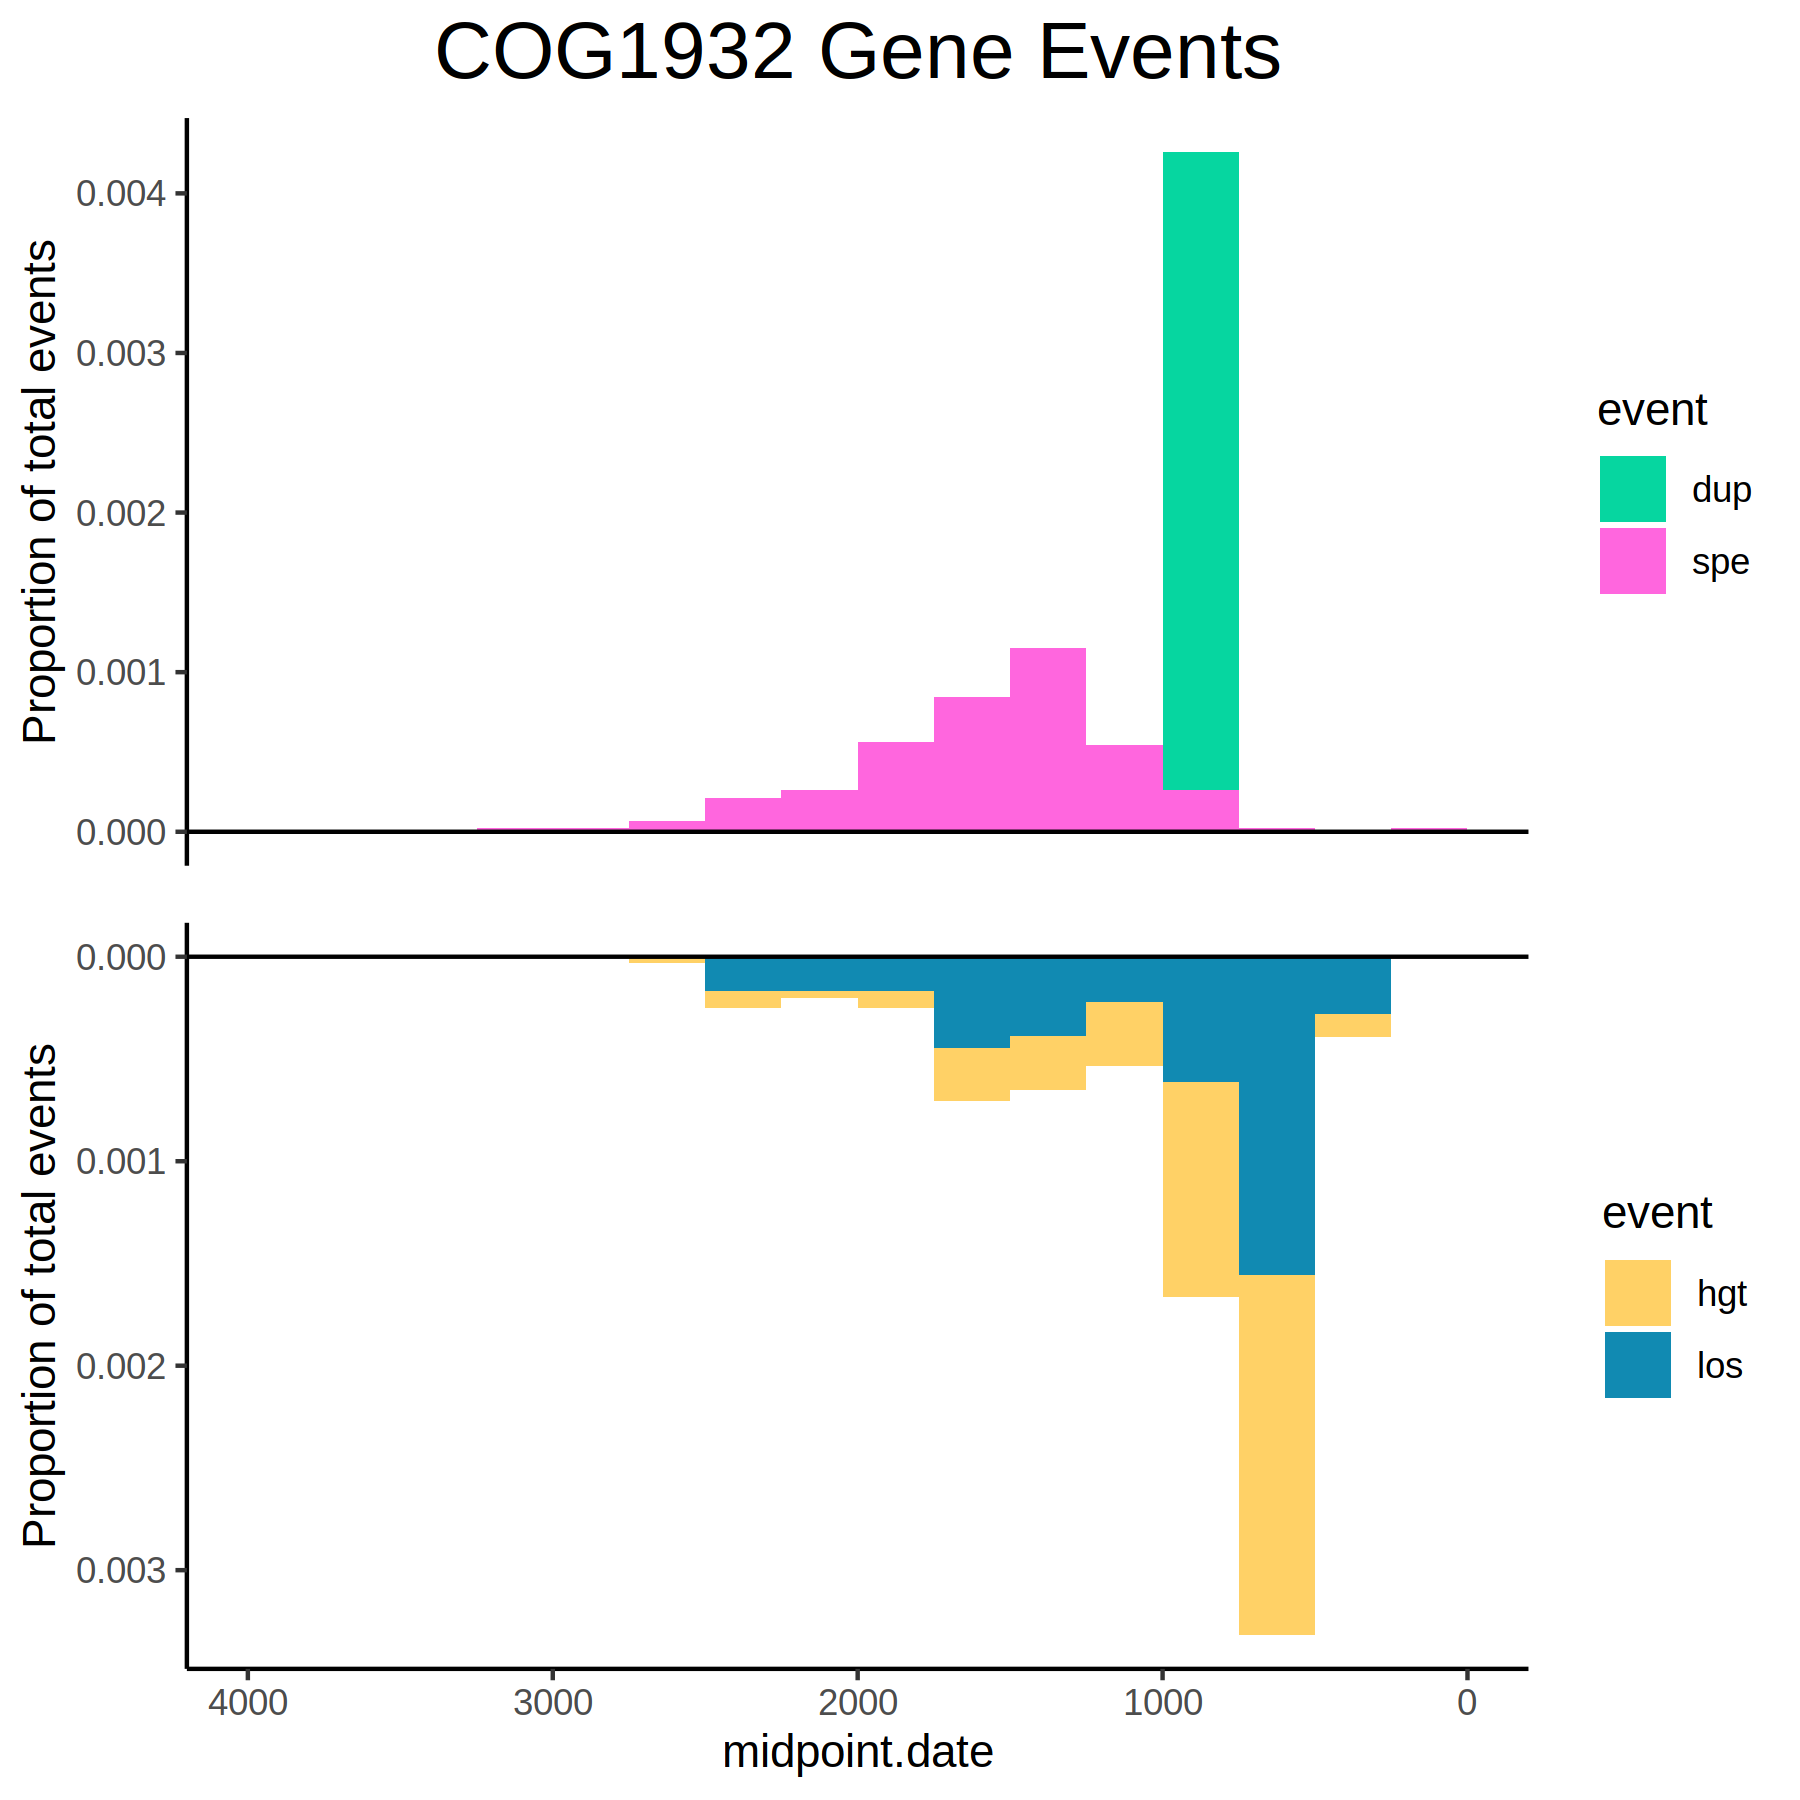 COG1932 Gene Events
Proportion of total events
0.004
0.003
0.002
0.001
0.000
event
dup
spe
Proportion of total events
0.000
0.001
0.002
0.003
event
hgt
los
4000 3000 2000 1000 0
midpoint.date